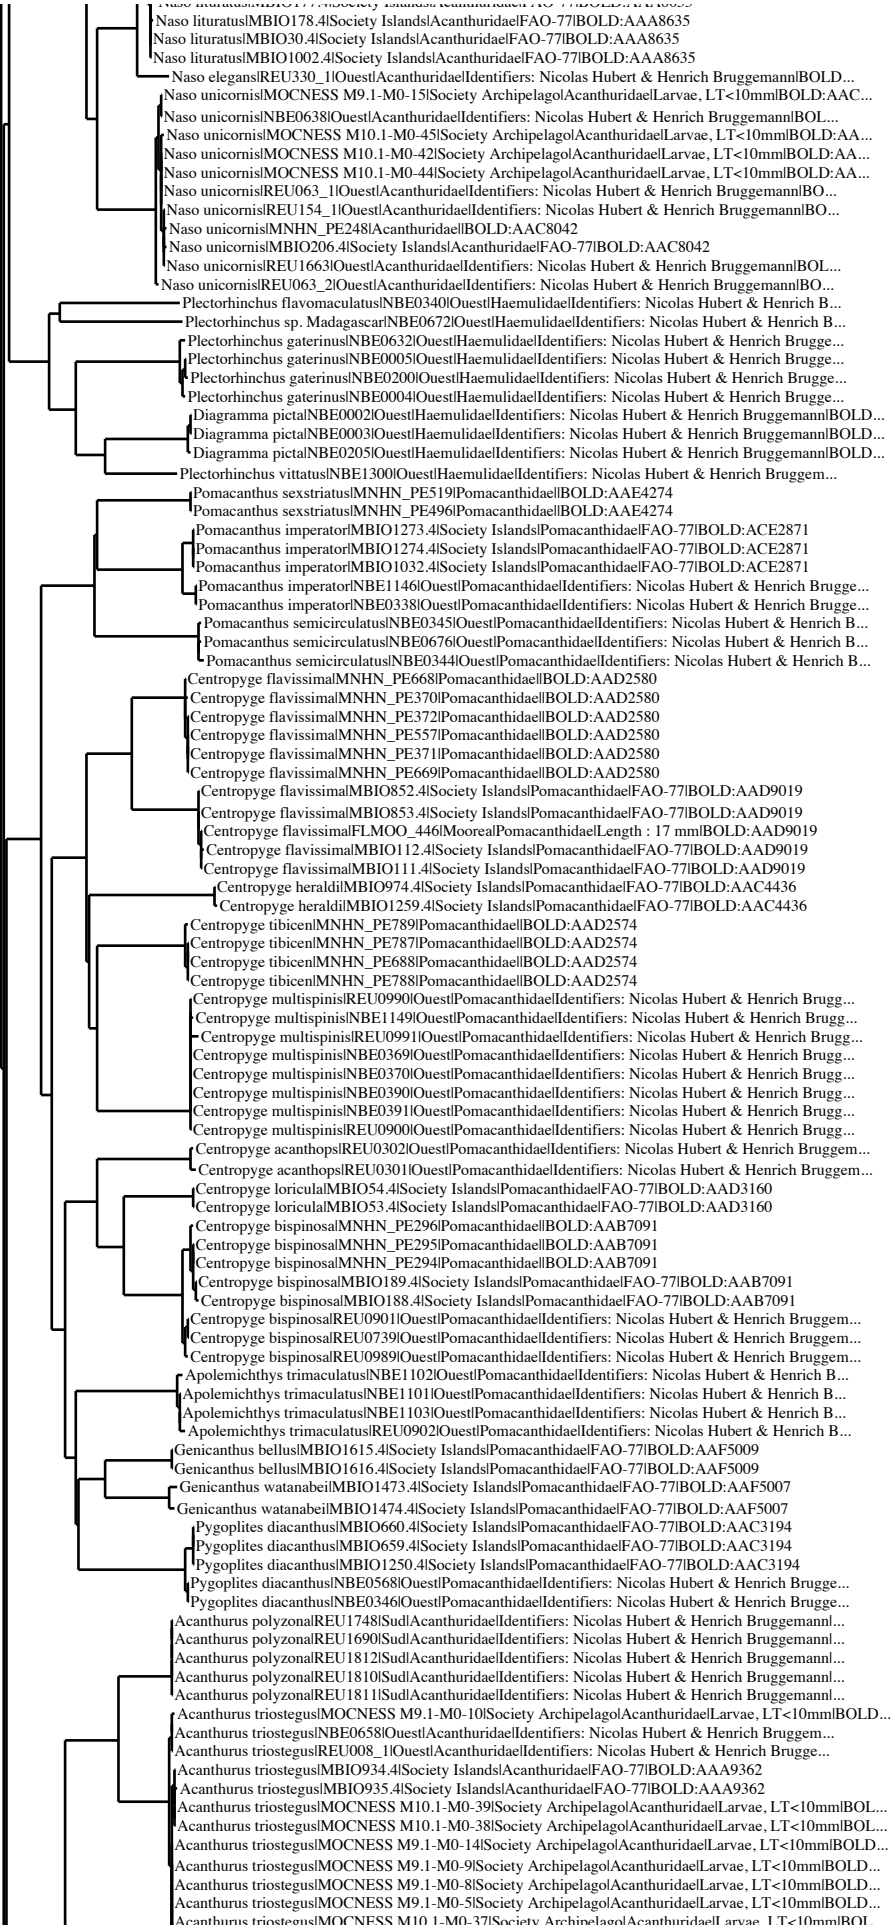 Naso lituratus|MBIO177.4|Society Islands|Acanthuridae|FAO-77|BOLD:AAA8635
Naso lituratus|MBIO178.4|Society Islands|Acanthuridae|FAO-77|BOLD:AAA8635
Naso lituratus|MBIO30.4|Society Islands|Acanthuridae|FAO-77|BOLD:AAA8635
Naso lituratus|MBIO1002.4|Society Islands|Acanthuridae|FAO-77|BOLD:AAA8635
Naso elegans|REU330_1|Ouest|Acanthuridae|Identifiers: Nicolas Hubert & Henrich Bruggemann|BOLD...
Naso unicornis|MOCNESS M9.1-M0-15|Society Archipelago|Acanthuridae|Larvae, LT<10mm|BOLD:AAC...
Naso unicornis|NBE0638|Ouest|Acanthuridae|Identifiers: Nicolas Hubert & Henrich Bruggemann|BOL...
Naso unicornis|MOCNESS M10.1-M0-45|Society Archipelago|Acanthuridae|Larvae, LT<10mm|BOLD:AA...
Naso unicornis|MOCNESS M10.1-M0-42|Society Archipelago|Acanthuridae|Larvae, LT<10mm|BOLD:AA...
Naso unicornis|MOCNESS M10.1-M0-44|Society Archipelago|Acanthuridae|Larvae, LT<10mm|BOLD:AA...
Naso unicornis|REU063_1|Ouest|Acanthuridae|Identifiers: Nicolas Hubert & Henrich Bruggemann|BO...
Naso unicornis|REU154_1|Ouest|Acanthuridae|Identifiers: Nicolas Hubert & Henrich Bruggemann|BO...
Naso unicornis|MNHN_PE248|Acanthuridae||BOLD:AAC8042
Naso unicornis|MBIO206.4|Society Islands|Acanthuridae|FAO-77|BOLD:AAC8042
Naso unicornis|REU1663|Ouest|Acanthuridae|Identifiers: Nicolas Hubert & Henrich Bruggemann|BOL...
Naso unicornis|REU063_2|Ouest|Acanthuridae|Identifiers: Nicolas Hubert & Henrich Bruggemann|BO...
Plectorhinchus flavomaculatus|NBE0340|Ouest|Haemulidae|Identifiers: Nicolas Hubert & Henrich B...
Plectorhinchus sp. Madagascar|NBE0672|Ouest|Haemulidae|Identifiers: Nicolas Hubert & Henrich B...
Plectorhinchus gaterinus|NBE0632|Ouest|Haemulidae|Identifiers: Nicolas Hubert & Henrich Brugge...
Plectorhinchus gaterinus|NBE0005|Ouest|Haemulidae|Identifiers: Nicolas Hubert & Henrich Brugge...
Plectorhinchus gaterinus|NBE0200|Ouest|Haemulidae|Identifiers: Nicolas Hubert & Henrich Brugge...
Plectorhinchus gaterinus|NBE0004|Ouest|Haemulidae|Identifiers: Nicolas Hubert & Henrich Brugge...
Diagramma picta|NBE0002|Ouest|Haemulidae|Identifiers: Nicolas Hubert & Henrich Bruggemann|BOLD...
Diagramma picta|NBE0003|Ouest|Haemulidae|Identifiers: Nicolas Hubert & Henrich Bruggemann|BOLD...
Diagramma picta|NBE0205|Ouest|Haemulidae|Identifiers: Nicolas Hubert & Henrich Bruggemann|BOLD...
Plectorhinchus vittatus|NBE1300|Ouest|Haemulidae|Identifiers: Nicolas Hubert & Henrich Bruggem...
Pomacanthus sexstriatus|MNHN_PE519|Pomacanthidae||BOLD:AAE4274
Pomacanthus sexstriatus|MNHN_PE496|Pomacanthidae||BOLD:AAE4274
Pomacanthus imperator|MBIO1273.4|Society Islands|Pomacanthidae|FAO-77|BOLD:ACE2871
Pomacanthus imperator|MBIO1274.4|Society Islands|Pomacanthidae|FAO-77|BOLD:ACE2871
Pomacanthus imperator|MBIO1032.4|Society Islands|Pomacanthidae|FAO-77|BOLD:ACE2871
Pomacanthus imperator|NBE1146|Ouest|Pomacanthidae|Identifiers: Nicolas Hubert & Henrich Brugge...
Pomacanthus imperator|NBE0338|Ouest|Pomacanthidae|Identifiers: Nicolas Hubert & Henrich Brugge...
Pomacanthus semicirculatus|NBE0345|Ouest|Pomacanthidae|Identifiers: Nicolas Hubert & Henrich B...
Pomacanthus semicirculatus|NBE0676|Ouest|Pomacanthidae|Identifiers: Nicolas Hubert & Henrich B...
Pomacanthus semicirculatus|NBE0344|Ouest|Pomacanthidae|Identifiers: Nicolas Hubert & Henrich B...
Centropyge flavissima|MNHN_PE668|Pomacanthidae||BOLD:AAD2580
Centropyge flavissima|MNHN_PE370|Pomacanthidae||BOLD:AAD2580
Centropyge flavissima|MNHN_PE372|Pomacanthidae||BOLD:AAD2580
Centropyge flavissima|MNHN_PE557|Pomacanthidae||BOLD:AAD2580
Centropyge flavissima|MNHN_PE371|Pomacanthidae||BOLD:AAD2580
Centropyge flavissima|MNHN_PE669|Pomacanthidae||BOLD:AAD2580
Centropyge flavissima|MBIO852.4|Society Islands|Pomacanthidae|FAO-77|BOLD:AAD9019
Centropyge flavissima|MBIO853.4|Society Islands|Pomacanthidae|FAO-77|BOLD:AAD9019
Centropyge flavissima|FLMOO_446|Moorea|Pomacanthidae|Length : 17 mm|BOLD:AAD9019
Centropyge flavissima|MBIO112.4|Society Islands|Pomacanthidae|FAO-77|BOLD:AAD9019
Centropyge flavissima|MBIO111.4|Society Islands|Pomacanthidae|FAO-77|BOLD:AAD9019
Centropyge heraldi|MBIO974.4|Society Islands|Pomacanthidae|FAO-77|BOLD:AAC4436
Centropyge heraldi|MBIO1259.4|Society Islands|Pomacanthidae|FAO-77|BOLD:AAC4436
Centropyge tibicen|MNHN_PE789|Pomacanthidae||BOLD:AAD2574
Centropyge tibicen|MNHN_PE787|Pomacanthidae||BOLD:AAD2574
Centropyge tibicen|MNHN_PE688|Pomacanthidae||BOLD:AAD2574
Centropyge tibicen|MNHN_PE788|Pomacanthidae||BOLD:AAD2574
Centropyge multispinis|REU0990|Ouest|Pomacanthidae|Identifiers: Nicolas Hubert & Henrich Brugg...
Centropyge multispinis|NBE1149|Ouest|Pomacanthidae|Identifiers: Nicolas Hubert & Henrich Brugg...
Centropyge multispinis|REU0991|Ouest|Pomacanthidae|Identifiers: Nicolas Hubert & Henrich Brugg...
Centropyge multispinis|NBE0369|Ouest|Pomacanthidae|Identifiers: Nicolas Hubert & Henrich Brugg...
Centropyge multispinis|NBE0370|Ouest|Pomacanthidae|Identifiers: Nicolas Hubert & Henrich Brugg...
Centropyge multispinis|NBE0390|Ouest|Pomacanthidae|Identifiers: Nicolas Hubert & Henrich Brugg...
Centropyge multispinis|NBE0391|Ouest|Pomacanthidae|Identifiers: Nicolas Hubert & Henrich Brugg...
Centropyge multispinis|REU0900|Ouest|Pomacanthidae|Identifiers: Nicolas Hubert & Henrich Brugg...
Centropyge acanthops|REU0302|Ouest|Pomacanthidae|Identifiers: Nicolas Hubert & Henrich Bruggem...
Centropyge acanthops|REU0301|Ouest|Pomacanthidae|Identifiers: Nicolas Hubert & Henrich Bruggem...
Centropyge loricula|MBIO54.4|Society Islands|Pomacanthidae|FAO-77|BOLD:AAD3160
Centropyge loricula|MBIO53.4|Society Islands|Pomacanthidae|FAO-77|BOLD:AAD3160
Centropyge bispinosa|MNHN_PE296|Pomacanthidae||BOLD:AAB7091
Centropyge bispinosa|MNHN_PE295|Pomacanthidae||BOLD:AAB7091
Centropyge bispinosa|MNHN_PE294|Pomacanthidae||BOLD:AAB7091
Centropyge bispinosa|MBIO189.4|Society Islands|Pomacanthidae|FAO-77|BOLD:AAB7091
Centropyge bispinosa|MBIO188.4|Society Islands|Pomacanthidae|FAO-77|BOLD:AAB7091
Centropyge bispinosa|REU0901|Ouest|Pomacanthidae|Identifiers: Nicolas Hubert & Henrich Bruggem...
Centropyge bispinosa|REU0739|Ouest|Pomacanthidae|Identifiers: Nicolas Hubert & Henrich Bruggem...
Centropyge bispinosa|REU0989|Ouest|Pomacanthidae|Identifiers: Nicolas Hubert & Henrich Bruggem...
Apolemichthys trimaculatus|NBE1102|Ouest|Pomacanthidae|Identifiers: Nicolas Hubert & Henrich B...
Apolemichthys trimaculatus|NBE1101|Ouest|Pomacanthidae|Identifiers: Nicolas Hubert & Henrich B...
Apolemichthys trimaculatus|NBE1103|Ouest|Pomacanthidae|Identifiers: Nicolas Hubert & Henrich B...
Apolemichthys trimaculatus|REU0902|Ouest|Pomacanthidae|Identifiers: Nicolas Hubert & Henrich B...
Genicanthus bellus|MBIO1615.4|Society Islands|Pomacanthidae|FAO-77|BOLD:AAF5009
Genicanthus bellus|MBIO1616.4|Society Islands|Pomacanthidae|FAO-77|BOLD:AAF5009
Genicanthus watanabei|MBIO1473.4|Society Islands|Pomacanthidae|FAO-77|BOLD:AAF5007
Genicanthus watanabei|MBIO1474.4|Society Islands|Pomacanthidae|FAO-77|BOLD:AAF5007
Pygoplites diacanthus|MBIO660.4|Society Islands|Pomacanthidae|FAO-77|BOLD:AAC3194
Pygoplites diacanthus|MBIO659.4|Society Islands|Pomacanthidae|FAO-77|BOLD:AAC3194
Pygoplites diacanthus|MBIO1250.4|Society Islands|Pomacanthidae|FAO-77|BOLD:AAC3194
Pygoplites diacanthus|NBE0568|Ouest|Pomacanthidae|Identifiers: Nicolas Hubert & Henrich Brugge...
Pygoplites diacanthus|NBE0346|Ouest|Pomacanthidae|Identifiers: Nicolas Hubert & Henrich Brugge...
Acanthurus polyzona|REU1748|Sud|Acanthuridae|Identifiers: Nicolas Hubert & Henrich Bruggemann|...
Acanthurus polyzona|REU1690|Sud|Acanthuridae|Identifiers: Nicolas Hubert & Henrich Bruggemann|...
Acanthurus polyzona|REU1812|Sud|Acanthuridae|Identifiers: Nicolas Hubert & Henrich Bruggemann|...
Acanthurus polyzona|REU1810|Sud|Acanthuridae|Identifiers: Nicolas Hubert & Henrich Bruggemann|...
Acanthurus polyzona|REU1811|Sud|Acanthuridae|Identifiers: Nicolas Hubert & Henrich Bruggemann|...
Acanthurus triostegus|MOCNESS M9.1-M0-10|Society Archipelago|Acanthuridae|Larvae, LT<10mm|BOLD...
Acanthurus triostegus|NBE0658|Ouest|Acanthuridae|Identifiers: Nicolas Hubert & Henrich Bruggem...
Acanthurus triostegus|REU008_1|Ouest|Acanthuridae|Identifiers: Nicolas Hubert & Henrich Brugge...
Acanthurus triostegus|MBIO934.4|Society Islands|Acanthuridae|FAO-77|BOLD:AAA9362
Acanthurus triostegus|MBIO935.4|Society Islands|Acanthuridae|FAO-77|BOLD:AAA9362
Acanthurus triostegus|MOCNESS M10.1-M0-39|Society Archipelago|Acanthuridae|Larvae, LT<10mm|BOL...
Acanthurus triostegus|MOCNESS M10.1-M0-38|Society Archipelago|Acanthuridae|Larvae, LT<10mm|BOL...
Acanthurus triostegus|MOCNESS M9.1-M0-14|Society Archipelago|Acanthuridae|Larvae, LT<10mm|BOLD...
Acanthurus triostegus|MOCNESS M9.1-M0-9|Society Archipelago|Acanthuridae|Larvae, LT<10mm|BOLD...
Acanthurus triostegus|MOCNESS M9.1-M0-8|Society Archipelago|Acanthuridae|Larvae, LT<10mm|BOLD...
Acanthurus triostegus|MOCNESS M9.1-M0-5|Society Archipelago|Acanthuridae|Larvae, LT<10mm|BOLD...
Acanthurus triostegus|MOCNESS M10.1-M0-37|Society Archipelago|Acanthuridae|Larvae, LT<10mm|BOL...